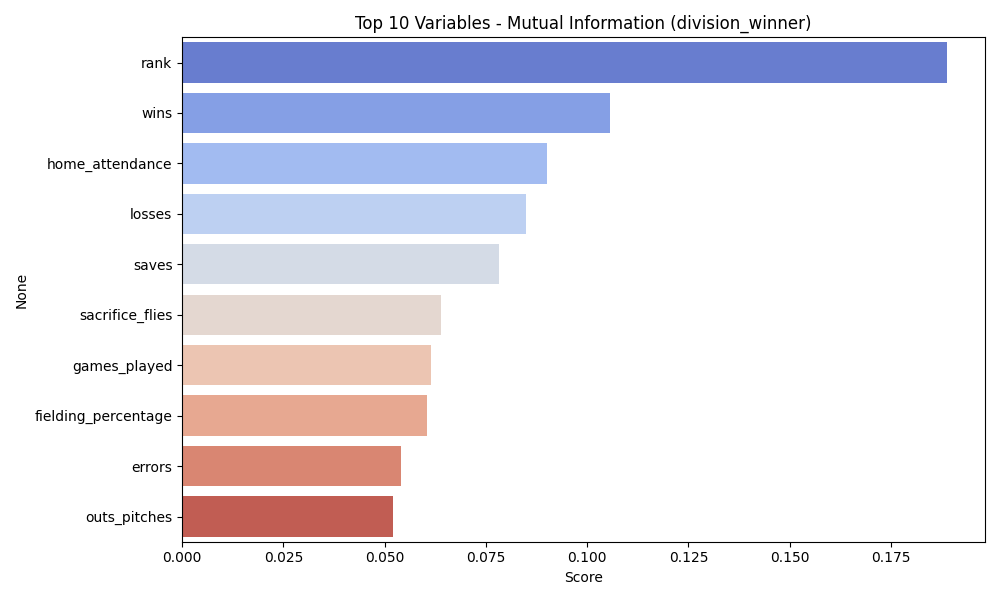 Top 10 Variables - Mutual Information (division_winner)
rank
wins
home_attendance
losses
saves
sacrifice_flies
games_played
fielding_percentage
errors
outs_pitches
None
0.000 0.025 0.050 0.075 0.100 0.125 0.150 0.175
Score